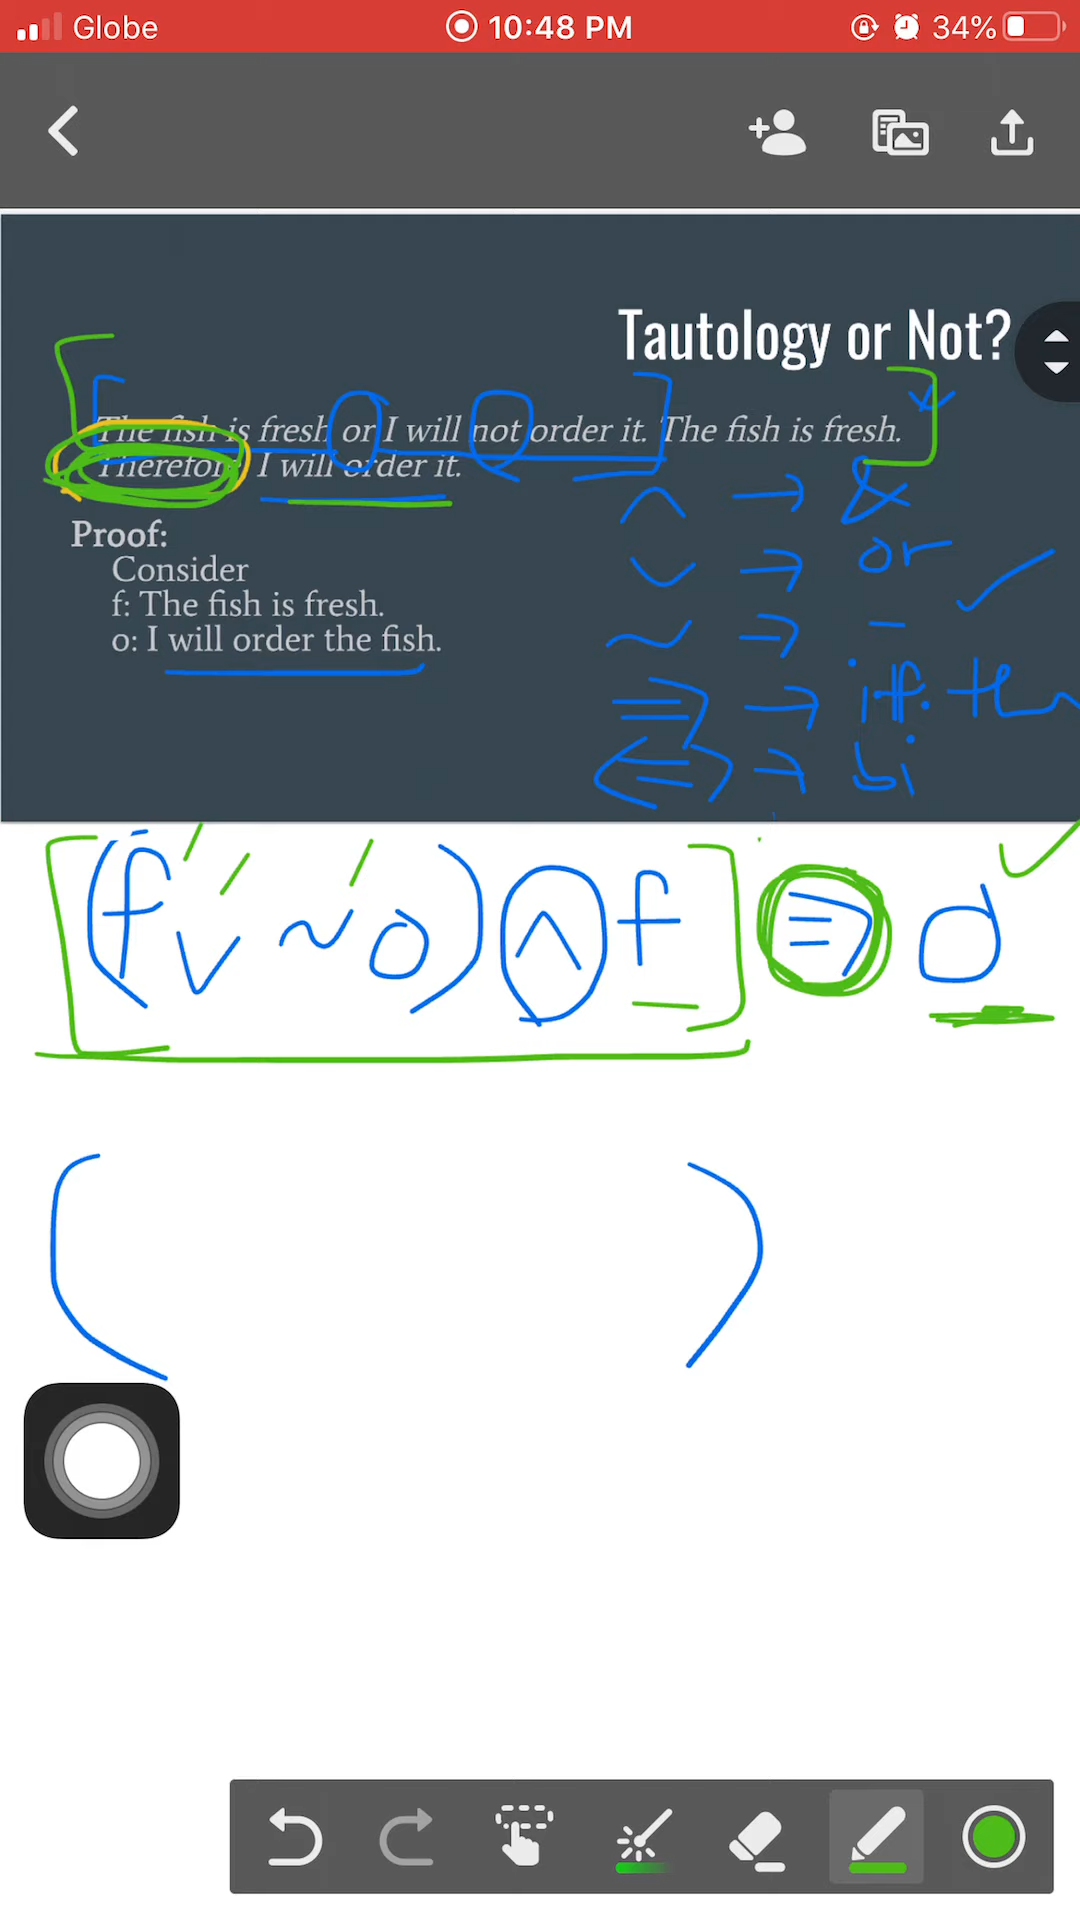 Globe 10:48 PM 34%
Tautology or Not?
The fish is fresh or I will not order it. The fish is fresh.
Therefore I will order it.
Proof:
Consider
f: The fish is fresh.
o: I will order the fish.
∧ → &
∨ → or ✓
~ → -
⇒ → if. the
⇔ → bi
[(f ∨ ~ o) ∧ f] ⇒ o
( )